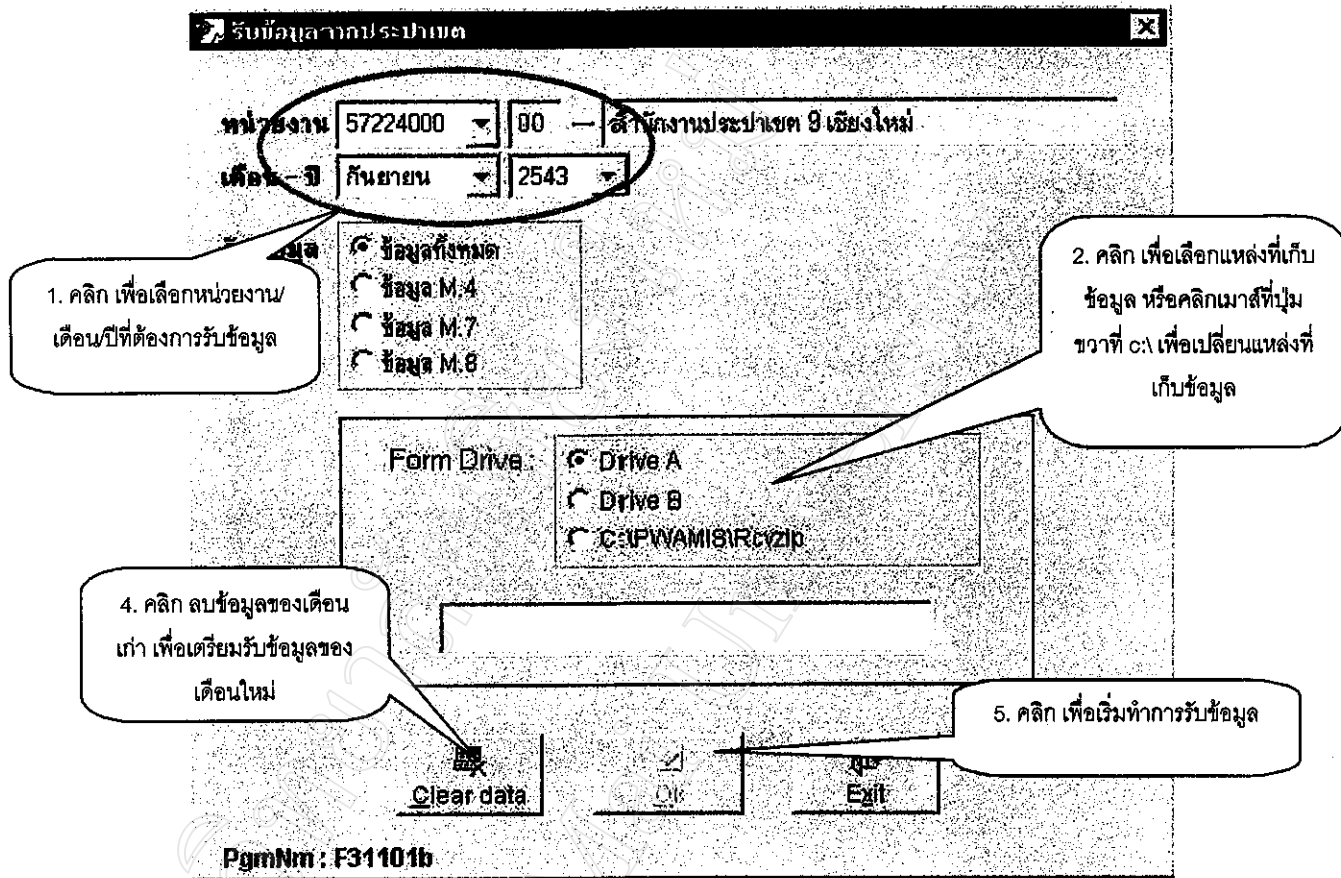 รับข้อมูลจากประปาเขต
หน่วยงาน 57224000 00 — สำนักงานประปาเขต 9 เชียงใหม่
เดือน - ปี กันยายน 2543
ข้อมูลทั้งหมด
ข้อมูล M.4
ข้อมูล M.7
ข้อมูล M.8
1. คลิก เพื่อเลือกหน่วยงาน/
เดือน/ปีที่ต้องการรับข้อมูล
2. คลิก เพื่อเลือกแหล่งที่เก็บ
ข้อมูล หรือคลิกเมาส์ที่ปุ่ม
ขวาที่ c:\ เพื่อเปลี่ยนแหล่งที่
เก็บข้อมูล
Form Drive :
Drive A
Drive B
C:\PWAMIS\Rcvzip
4. คลิก ลบข้อมูลของเดือน
เก่า เพื่อเตรียมรับข้อมูลของ
เดือนใหม่
5. คลิก เพื่อเริ่มทำการรับข้อมูล
Clear data
Ok
Exit
PgmNm : F31101b